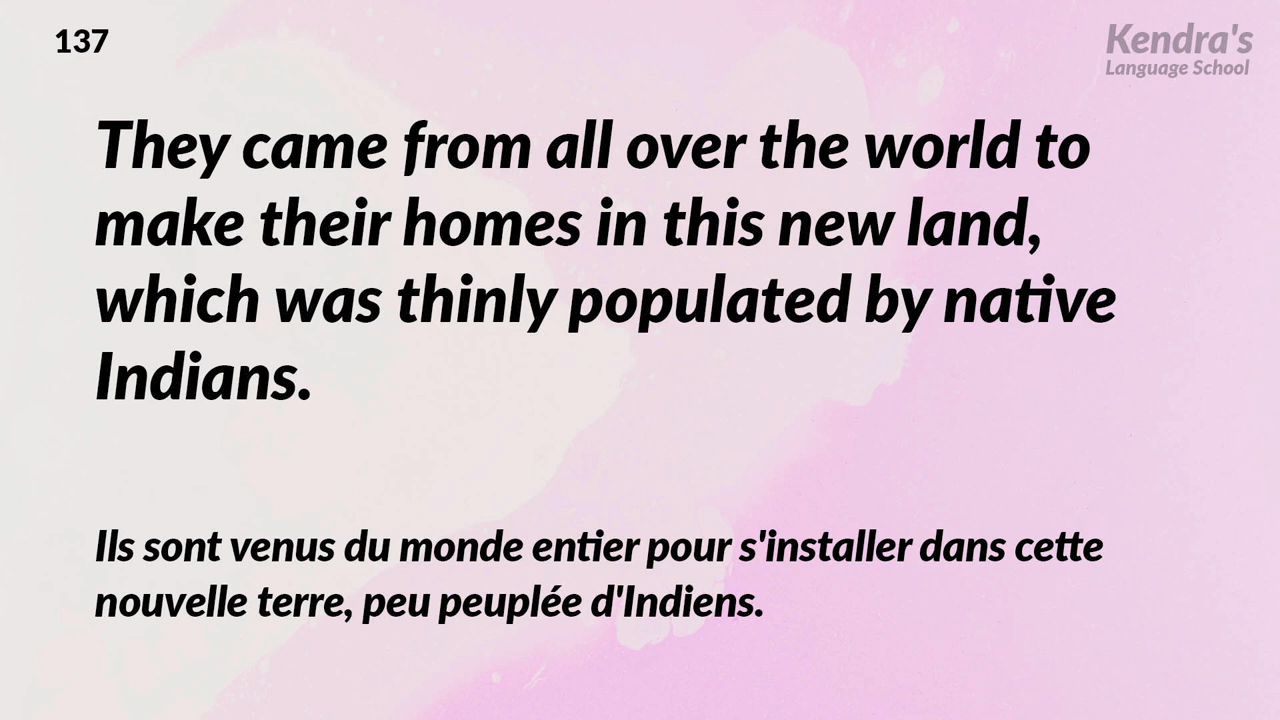 137
Kendra's
Language School
They came from all over the world to
make their homes in this new land,
which was thinly populated by native
Indians.
Ils sont venus du monde entier pour s'installer dans cette
nouvelle terre, peu peuplée d'Indiens.